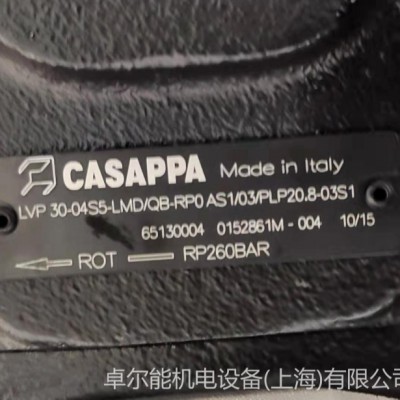 CASAPPA Made in Italy
LVP 30-04S5-LMD/QB-RP0 AS1/03/PLP20.8-03S1
65130004 0152861M - 004 10/15
ROT RP260BAR
卓尔能机电设备(上海)有限公司